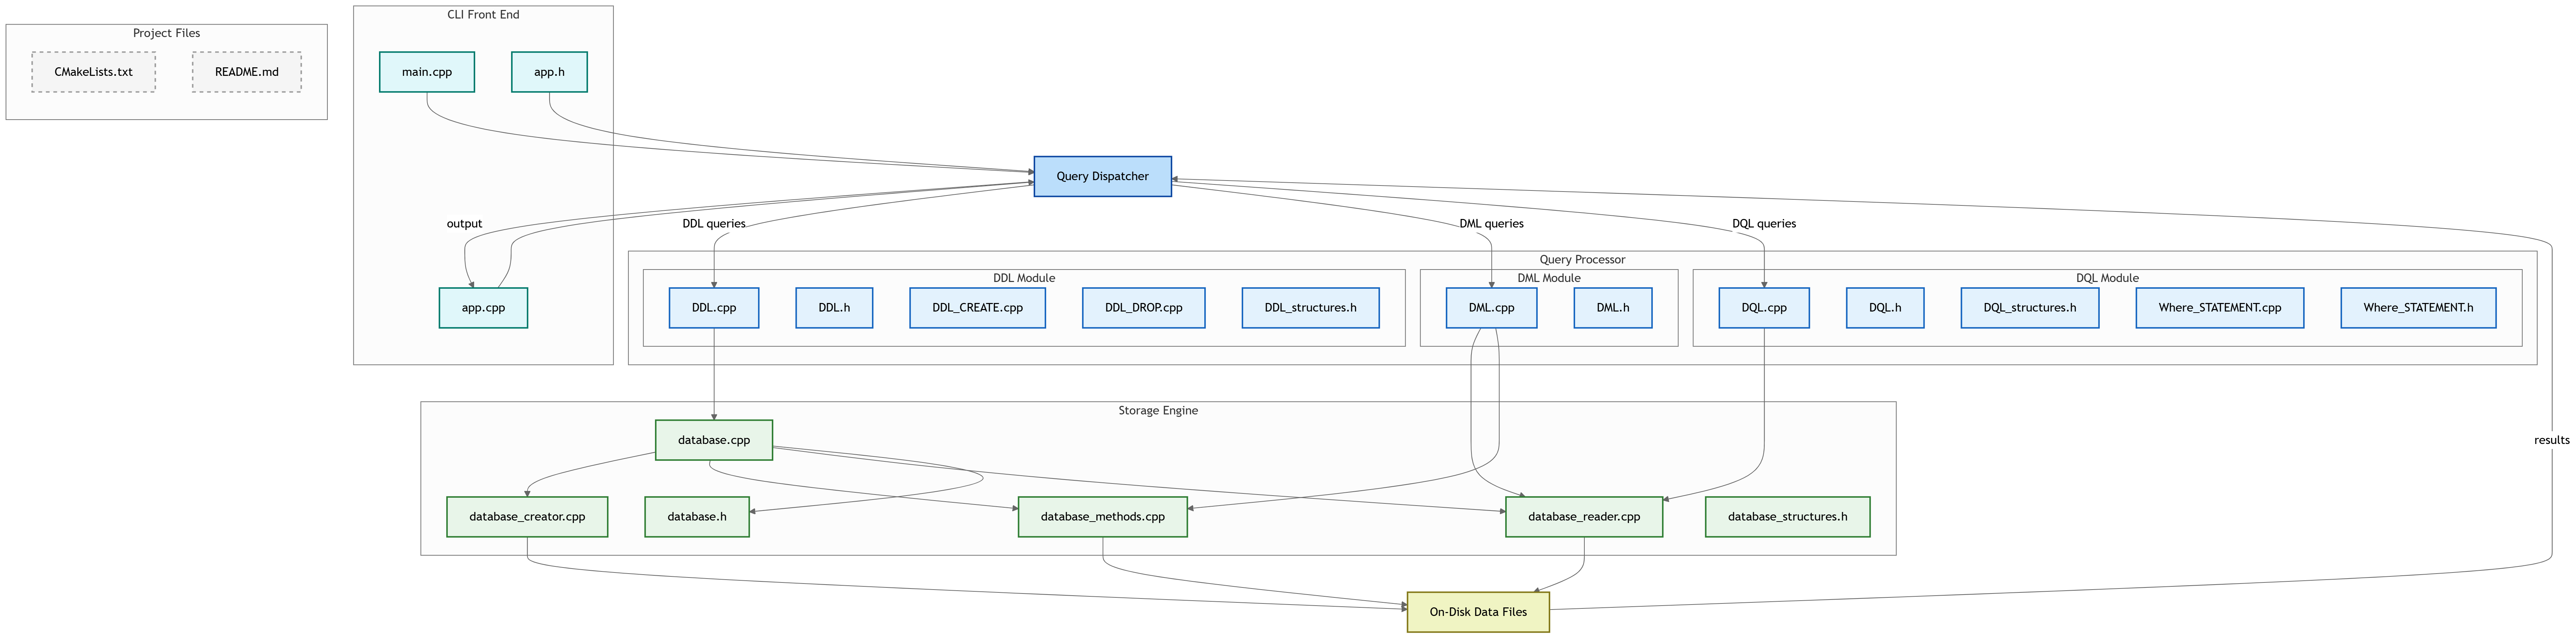 CLI Front End
Project Files
CMakeLists.txt
README.md
main.cpp
app.h
Query Dispatcher
output
DDL queries
DML queries
DQL queries
Query Processor
DDL Module
DML Module
DQL Module
app.cpp
DDL.cpp
DDL.h
DDL_CREATE.cpp
DDL_DROP.cpp
DDL_structures.h
DML.cpp
DML.h
DQL.cpp
DQL.h
DQL_structures.h
Where_STATEMENT.cpp
Where_STATEMENT.h
Storage Engine
database.cpp
results
database_creator.cpp
database.h
database_methods.cpp
database_reader.cpp
database_structures.h
On-Disk Data Files